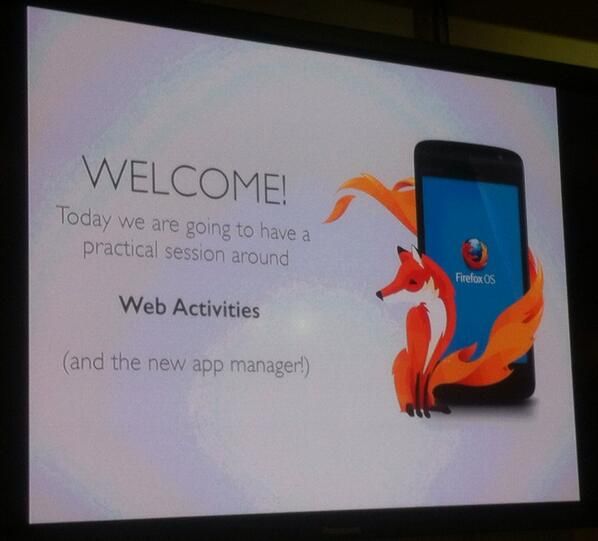 WELCOME!
Today we are going to have a
practical session around
Web Activities
(and the new app manager!)
Firefox OS